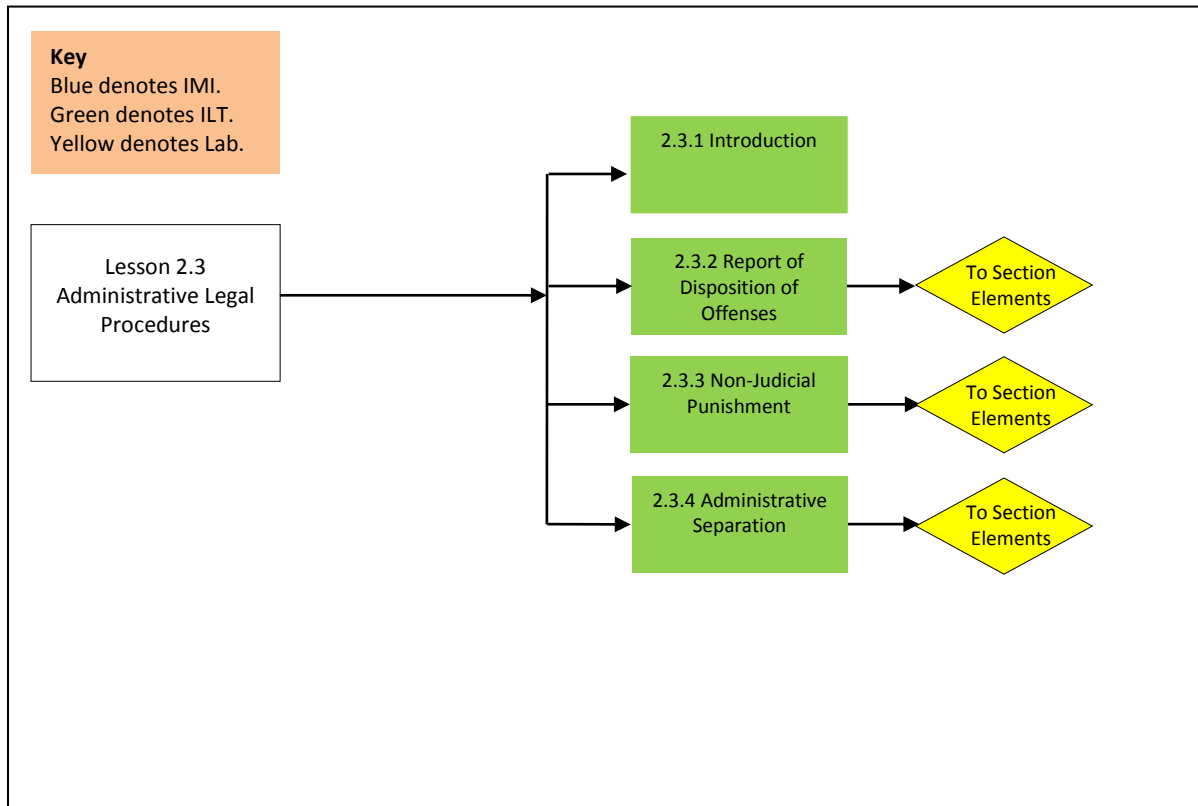 Key
Blue denotes IMI.
Green denotes ILT.
Yellow denotes Lab.
Lesson 2.3
Administrative Legal
Procedures
2.3.1 Introduction
2.3.2 Report of
Disposition of
Offenses
To Section
Elements
2.3.3 Non-Judicial
Punishment
To Section
Elements
2.3.4 Administrative
Separation
To Section
Elements